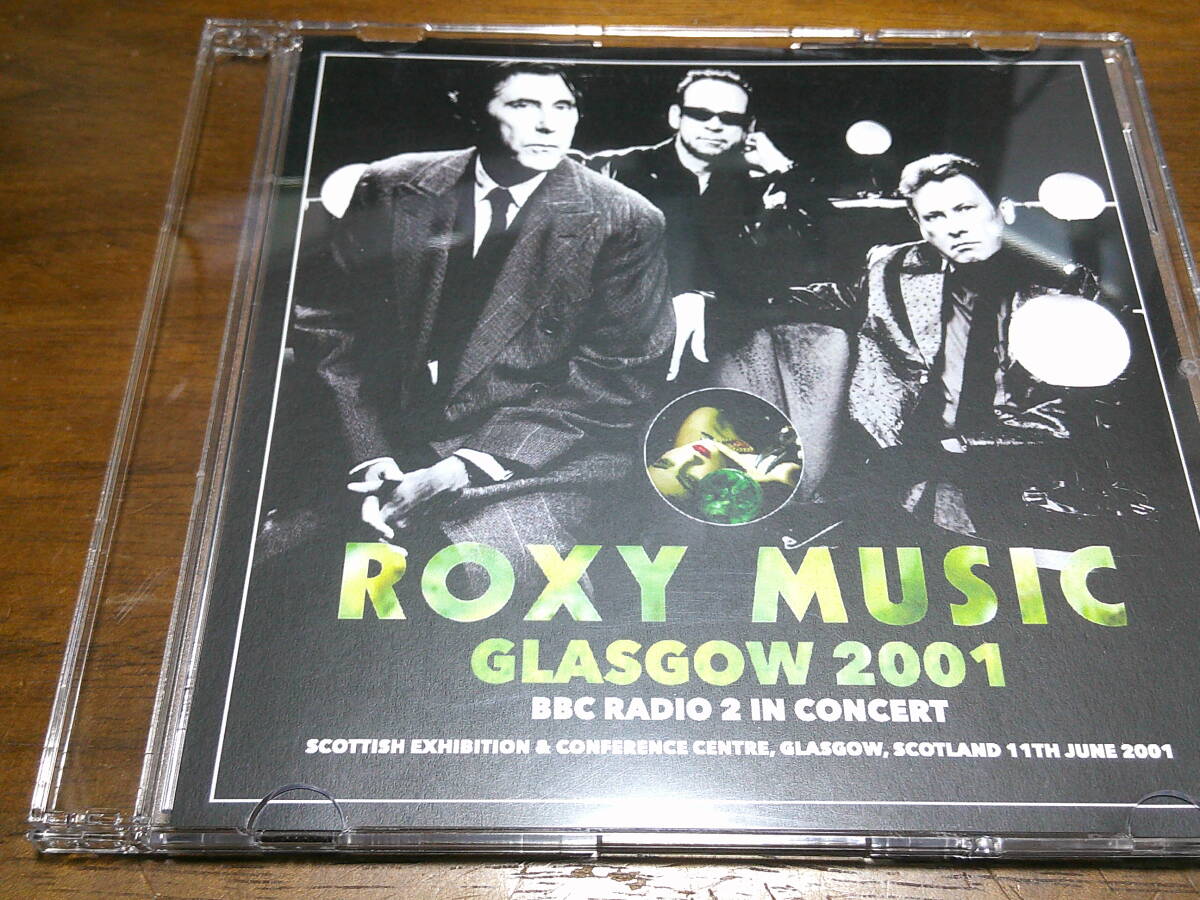 ROXY MUSIC
GLASGOW 2001
BBC RADIO 2 IN CONCERT
SCOTTISH EXHIBITION & CONFERENCE CENTRE, GLASGOW, SCOTLAND 11TH JUNE 2001